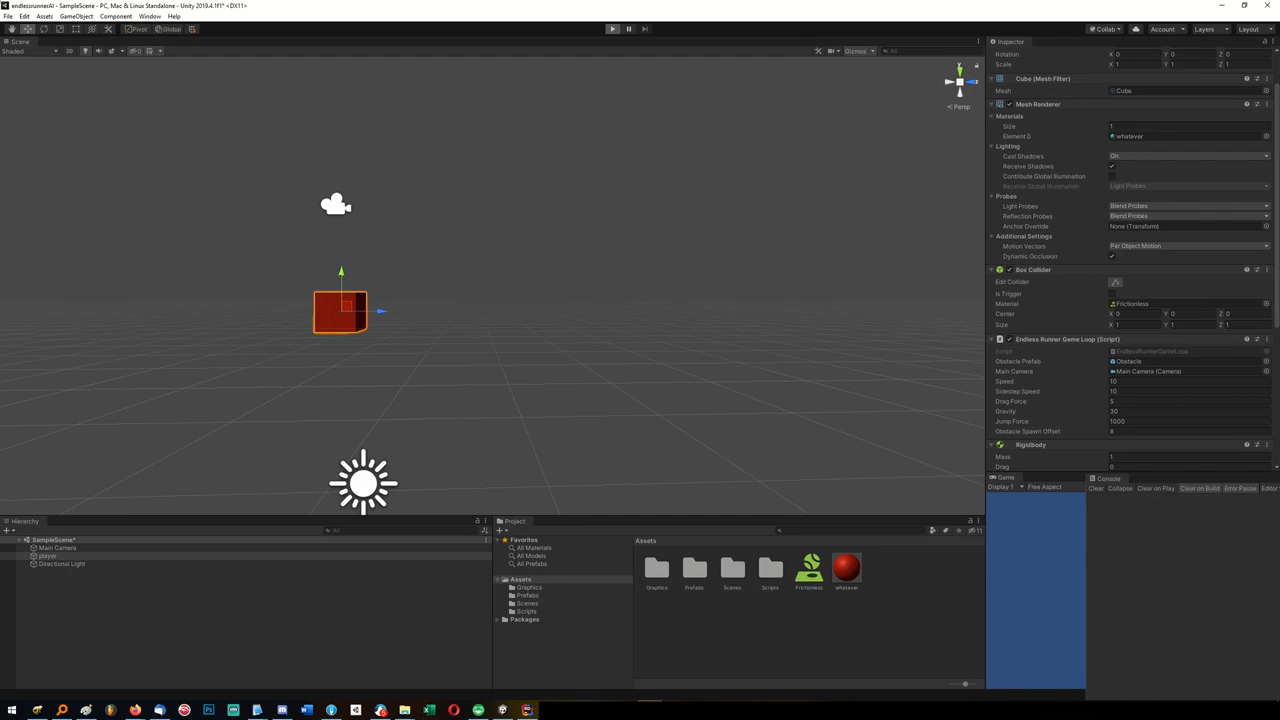 endlessrunnerAI - SampleScene - PC, Mac & Linux Standalone - Unity 2019.4.1f1* <DX11>
File Edit Assets GameObject Component Window Help
Pivot Global Collab Account Layers Layout
Scene
Shaded 2D Gizmos All
y
z
Persp
Inspector
Rotation X 0 Y 0 Z 0
Scale X 1 Y 1 Z 1
Cube (Mesh Filter)
Mesh Cube
Mesh Renderer
Materials
Size 1
Element 0 whatever
Lighting
Cast Shadows On
Receive Shadows
Contribute Global Illumination
Receive Global Illumination Light Probes
Probes
Light Probes Blend Probes
Reflection Probes Blend Probes
Anchor Override None (Transform)
Additional Settings
Motion Vectors Per Object Motion
Dynamic Occlusion
Box Collider
Edit Collider
Is Trigger
Material Frictionless
Center X 0 Y 0 Z 0
Size X 1 Y 1 Z 1
Endless Runner Game Loop (Script)
Script EndlessRunnerGameLoop
Obstacle Prefab Obstacle
Main Camera Main Camera (Camera)
Speed 10
Sidestep Speed 10
Drag Force 5
Gravity 30
Jump Force 1000
Obstacle Spawn Offset 8
Rigidbody
Mass 1
Drag 0
Game
Display 1 Free Aspect
Console
Clear Collapse Clear on Play Clear on Build Error Pause Editor
Hierarchy
All
SampleScene*
Main Camera
player
Directional Light
Project
11
Favorites
All Materials
All Models
All Prefabs
Assets
Graphics
Prefabs
Scenes
Scripts
Packages
Assets
Graphics Prefabs Scenes Scripts Frictionless whatever